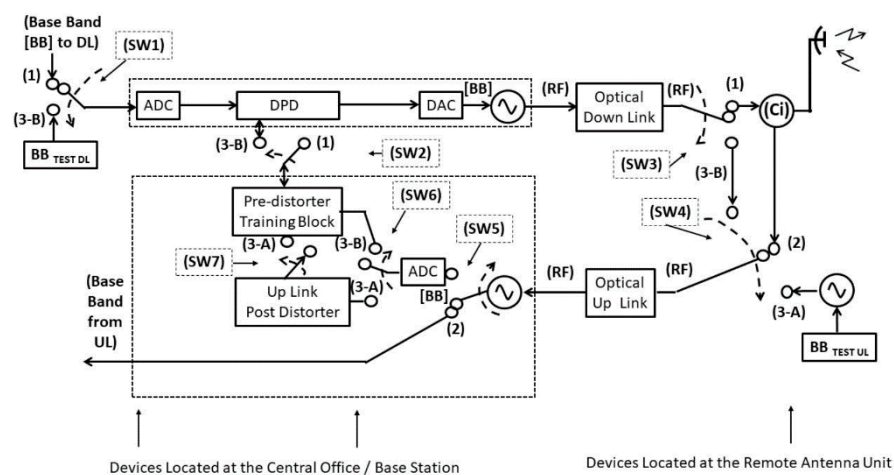 (Base Band
[BB] to DL)
(SW1)
(1)
(3-B)
BB TEST DL
ADC
DPD
DAC
[BB]
(RF)
Optical
Down Link
(RF)
(1)
(Ci)
(3-B)
(1)
(SW2)
(SW3)
(3-B)
Pre-distorter
Training Block
(SW6)
(SW4)
(3-A)
(3-B)
(SW5)
(2)
(SW7)
ADC
(3-A)
[BB]
(RF)
Optical
Up Link
(RF)
(Base
Band
from
UL)
Up Link
Post Distorter
(2)
(3-A)
BB TEST UL
Devices Located at the Central Office / Base Station
Devices Located at the Remote Antenna Unit